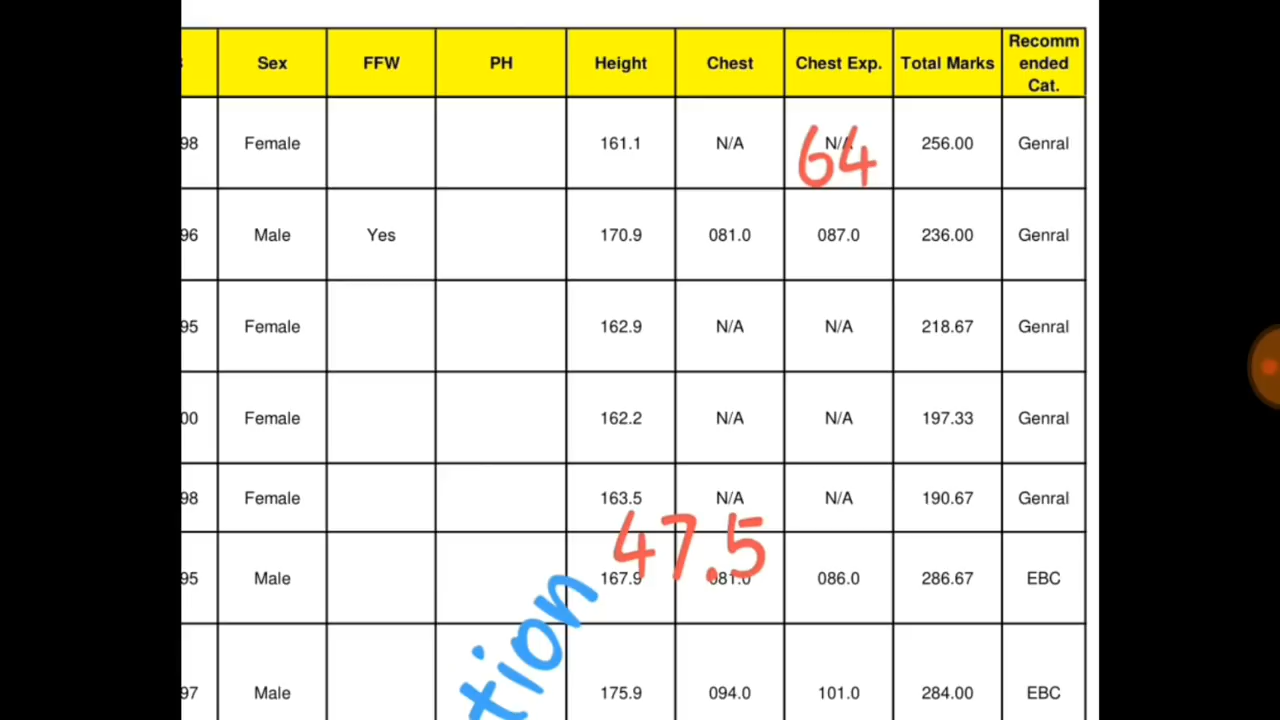 Sex FFW PH Height Chest Chest Exp. Total Marks Recomm ended Cat.
98 Female 161.1 N/A N/A 256.00 Genral
64
96 Male Yes 170.9 081.0 087.0 236.00 Genral
95 Female 162.9 N/A N/A 218.67 Genral
00 Female 162.2 N/A N/A 197.33 Genral
98 Female 163.5 N/A N/A 190.67 Genral
47.5
95 Male 167.9 081.0 086.0 286.67 EBC
97 Male 175.9 094.0 101.0 284.00 EBC
tion